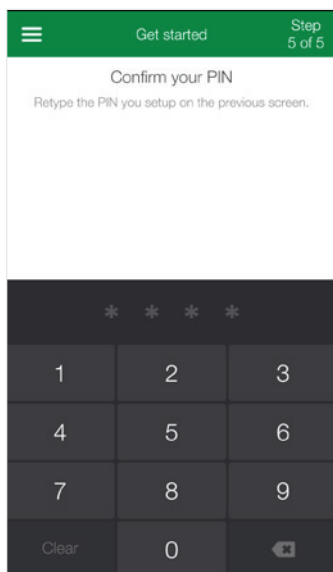 Get started
Step
5 of 5
Confirm your PIN
Retype the PIN you setup on the previous screen.
* * * *
1 2 3
4 5 6
7 8 9
Clear 0